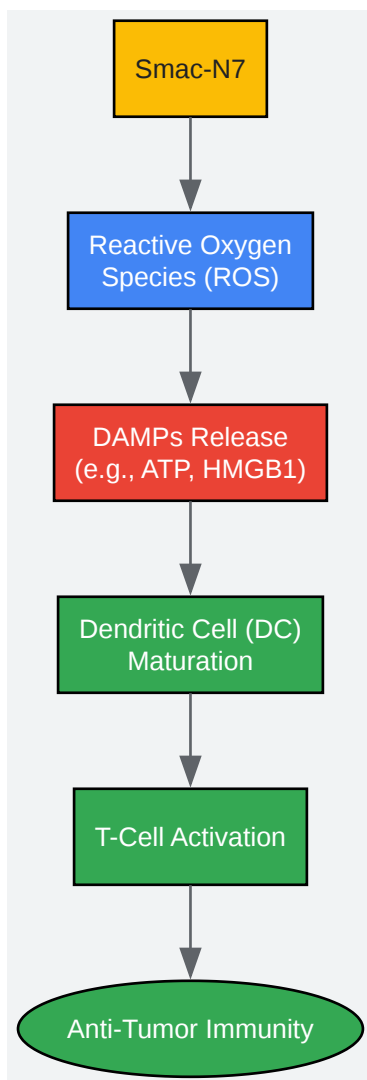 Smac-N7
Reactive Oxygen
Species (ROS)
DAMPs Release
(e.g., ATP, HMGB1)
Dendritic Cell (DC)
Maturation
T-Cell Activation
Anti-Tumor Immunity